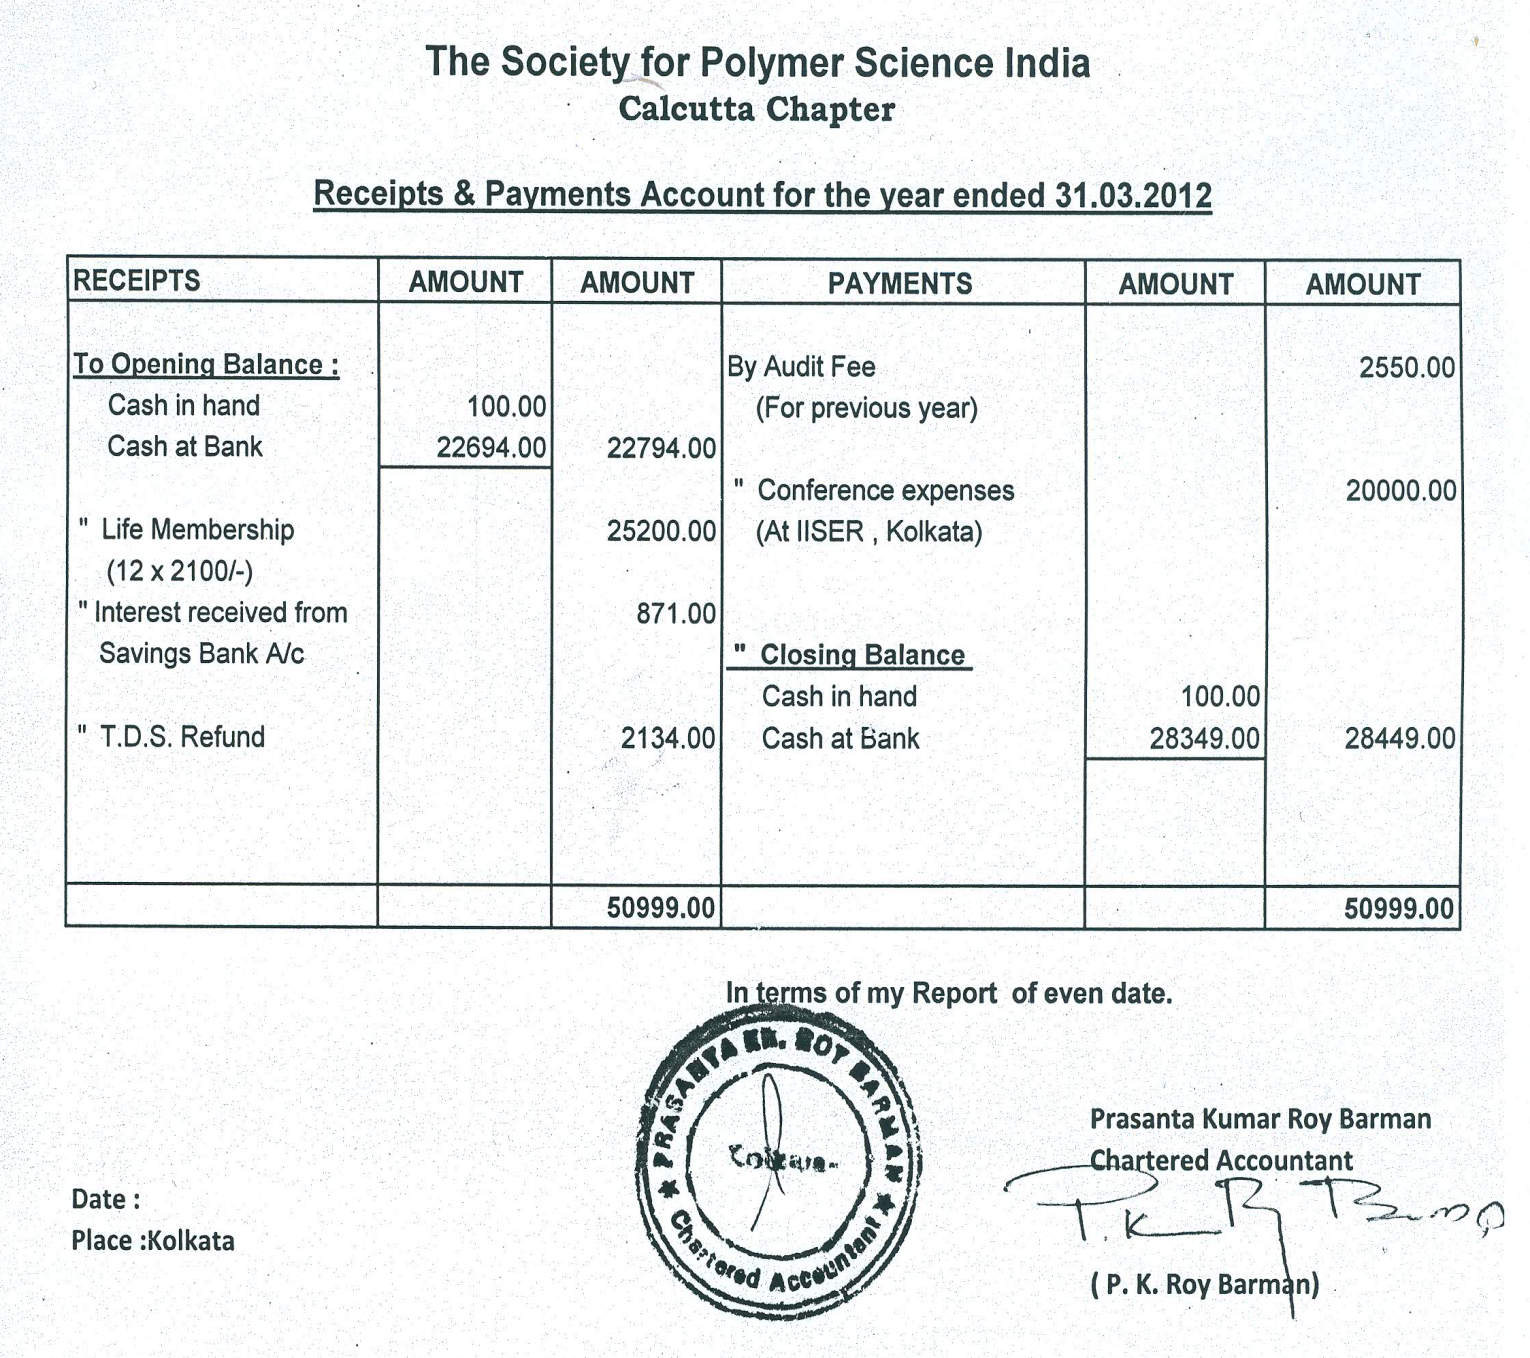 The Society for Polymer Science India
Calcutta Chapter
Receipts & Payments Account for the year ended 31.03.2012
RECEIPTS AMOUNT AMOUNT PAYMENTS AMOUNT AMOUNT
To Opening Balance : By Audit Fee 2550.00
Cash in hand 100.00 (For previous year)
Cash at Bank 22694.00 22794.00
" Conference expenses 20000.00
" Life Membership 25200.00 (At IISER , Kolkata)
(12 x 2100/-)
" Interest received from 871.00
Savings Bank A/c " Closing Balance
Cash in hand 100.00
" T.D.S. Refund 2134.00 Cash at Bank 28349.00 28449.00
50999.00 50999.00
In terms of my Report of even date.
PRASANTA KR. ROY BARMAN
Kolkata-
★ Chartered Accountant ★
Prasanta Kumar Roy Barman
Chartered Accountant
P. K. Roy Barman
( P. K. Roy Barman)
Date :
Place :Kolkata